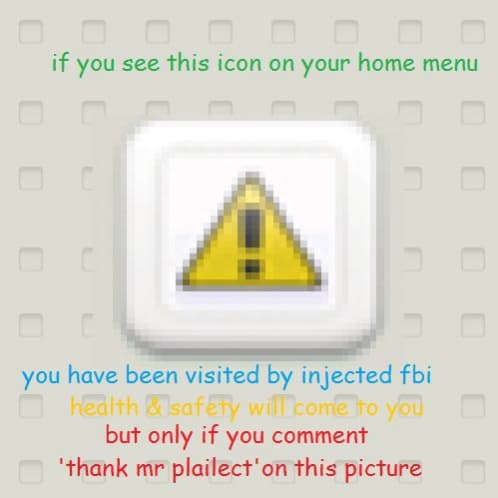 if you see this icon on your home menu
you have been visited by injected fbi
health & safety will come to you
but only if you comment
'thank mr plailect'on this picture